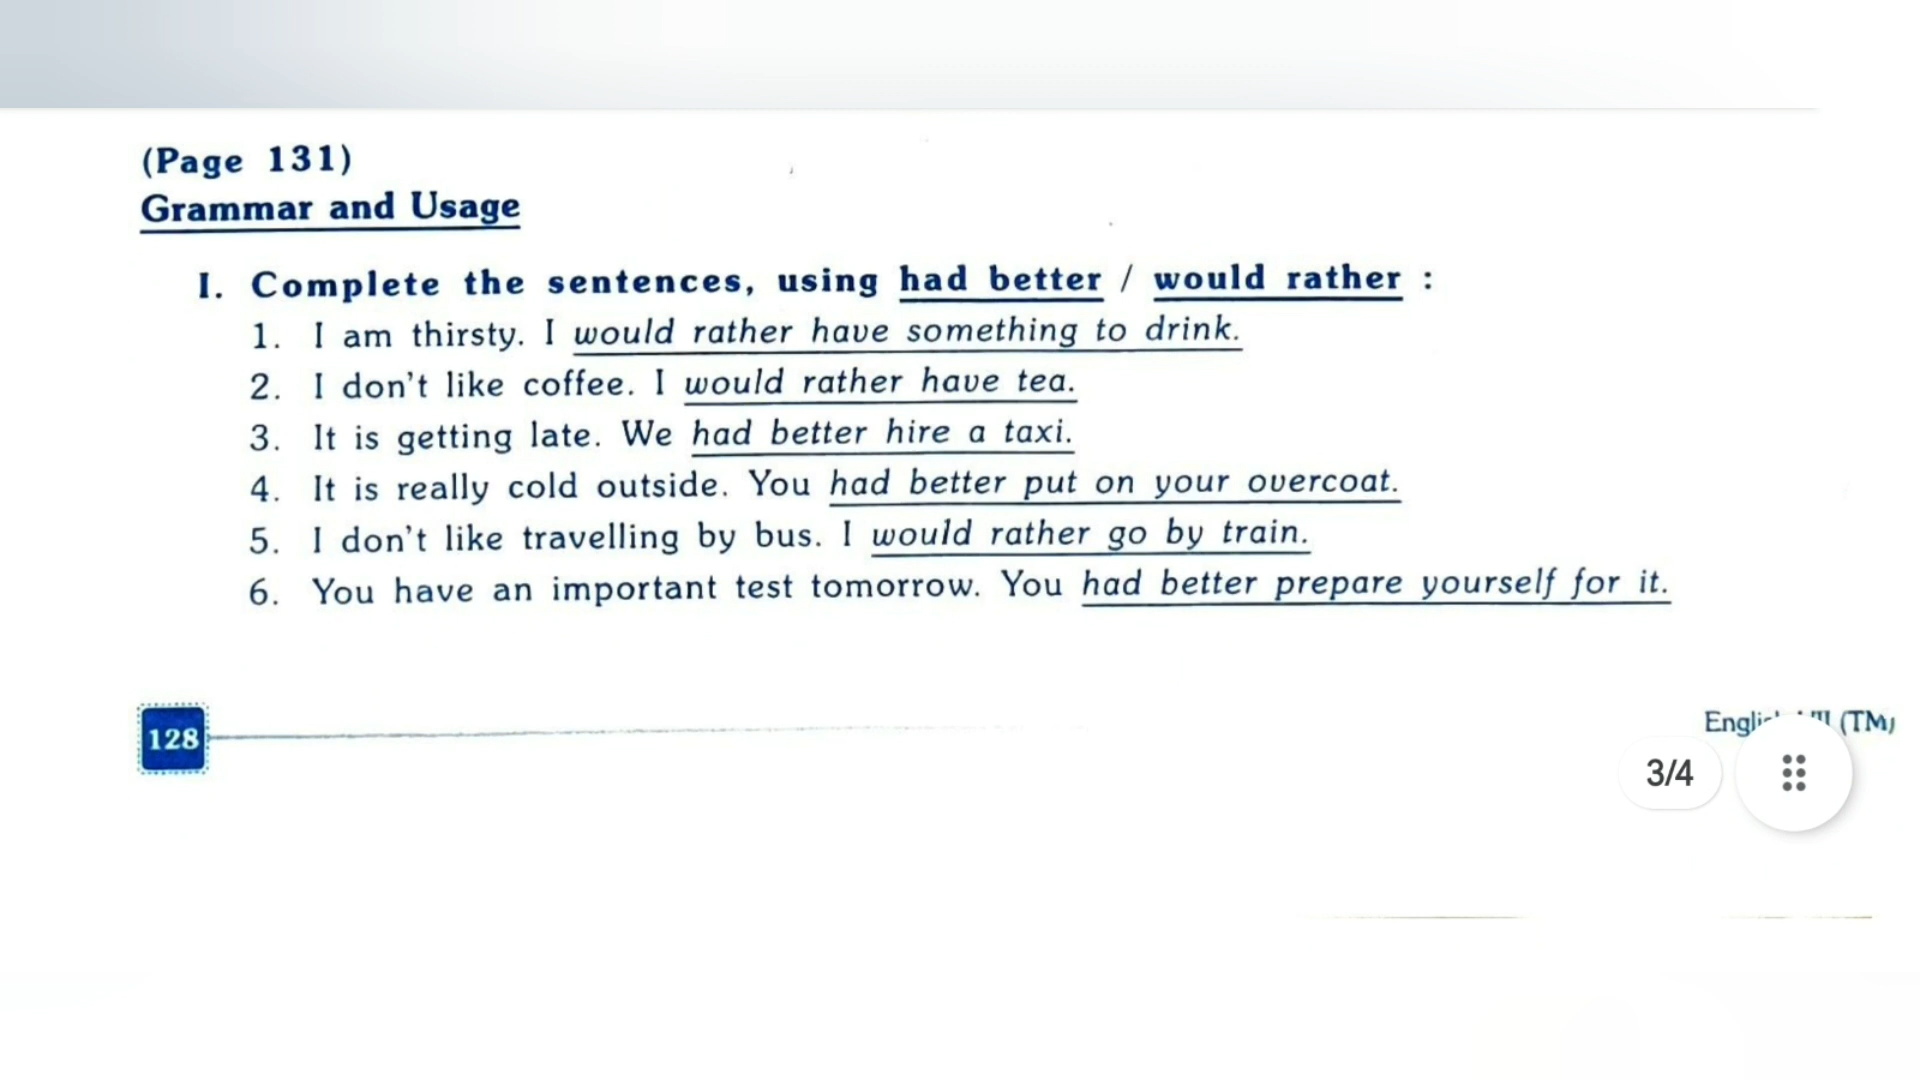 (Page 131)
Grammar and Usage
I. Complete the sentences, using had better / would rather :
1. I am thirsty. I would rather have something to drink.
2. I don't like coffee. I would rather have tea.
3. It is getting late. We had better hire a taxi.
4. It is really cold outside. You had better put on your overcoat.
5. I don't like travelling by bus. I would rather go by train.
6. You have an important test tomorrow. You had better prepare yourself for it.
128
(TM)
3/4